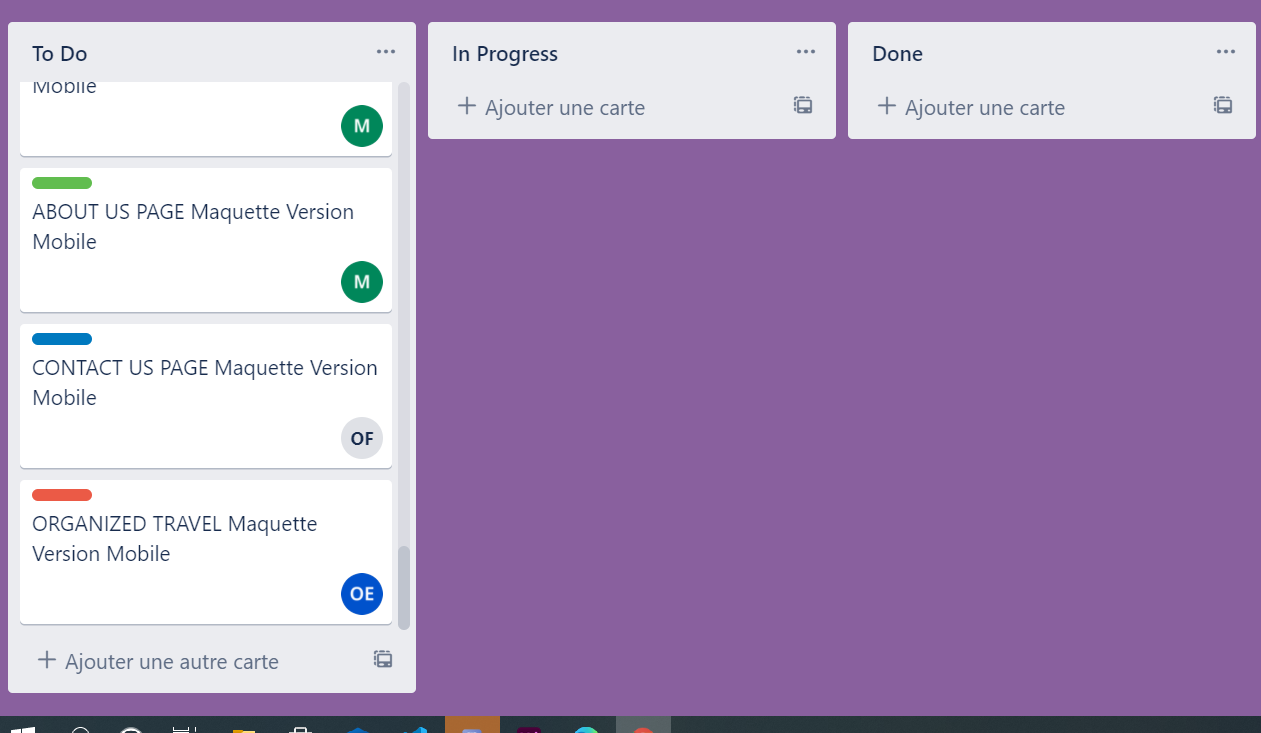 To Do
Mobile
M
ABOUT US PAGE Maquette Version
Mobile
M
CONTACT US PAGE Maquette Version
Mobile
OF
ORGANIZED TRAVEL Maquette
Version Mobile
OE
Ajouter une autre carte
In Progress
Ajouter une carte
Done
Ajouter une carte